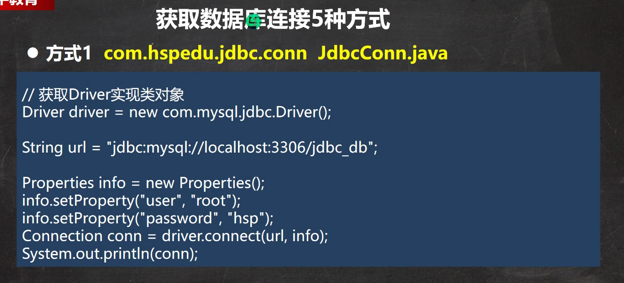 获取数据库连接5种方式
● 方式1 com.hspedu.jdbc.conn JdbcConn.java
// 获取Driver实现类对象
Driver driver = new com.mysql.jdbc.Driver();
String url = "jdbc:mysql://localhost:3306/jdbc_db";
Properties info = new Properties();
info.setProperty("user", "root");
info.setProperty("password", "hsp");
Connection conn = driver.connect(url, info);
System.out.println(conn);